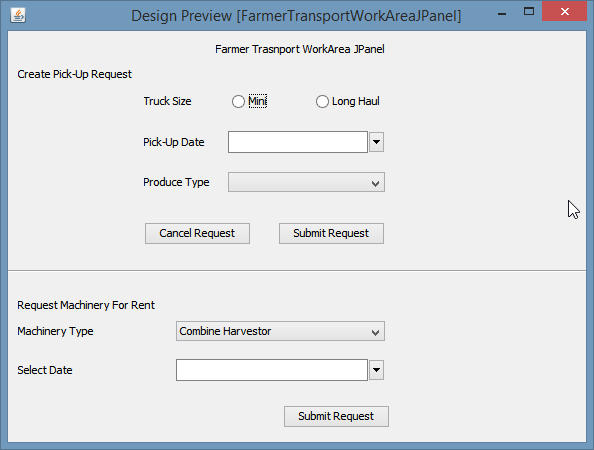 Design Preview [FarmerTransportWorkAreaJPanel]
Farmer Trasnport WorkArea JPanel
Create Pick-Up Request
Truck Size Mini Long Haul
Pick-Up Date
Produce Type
Cancel Request Submit Request
Request Machinery For Rent
Machinery Type Combine Harvestor
Select Date
Submit Request